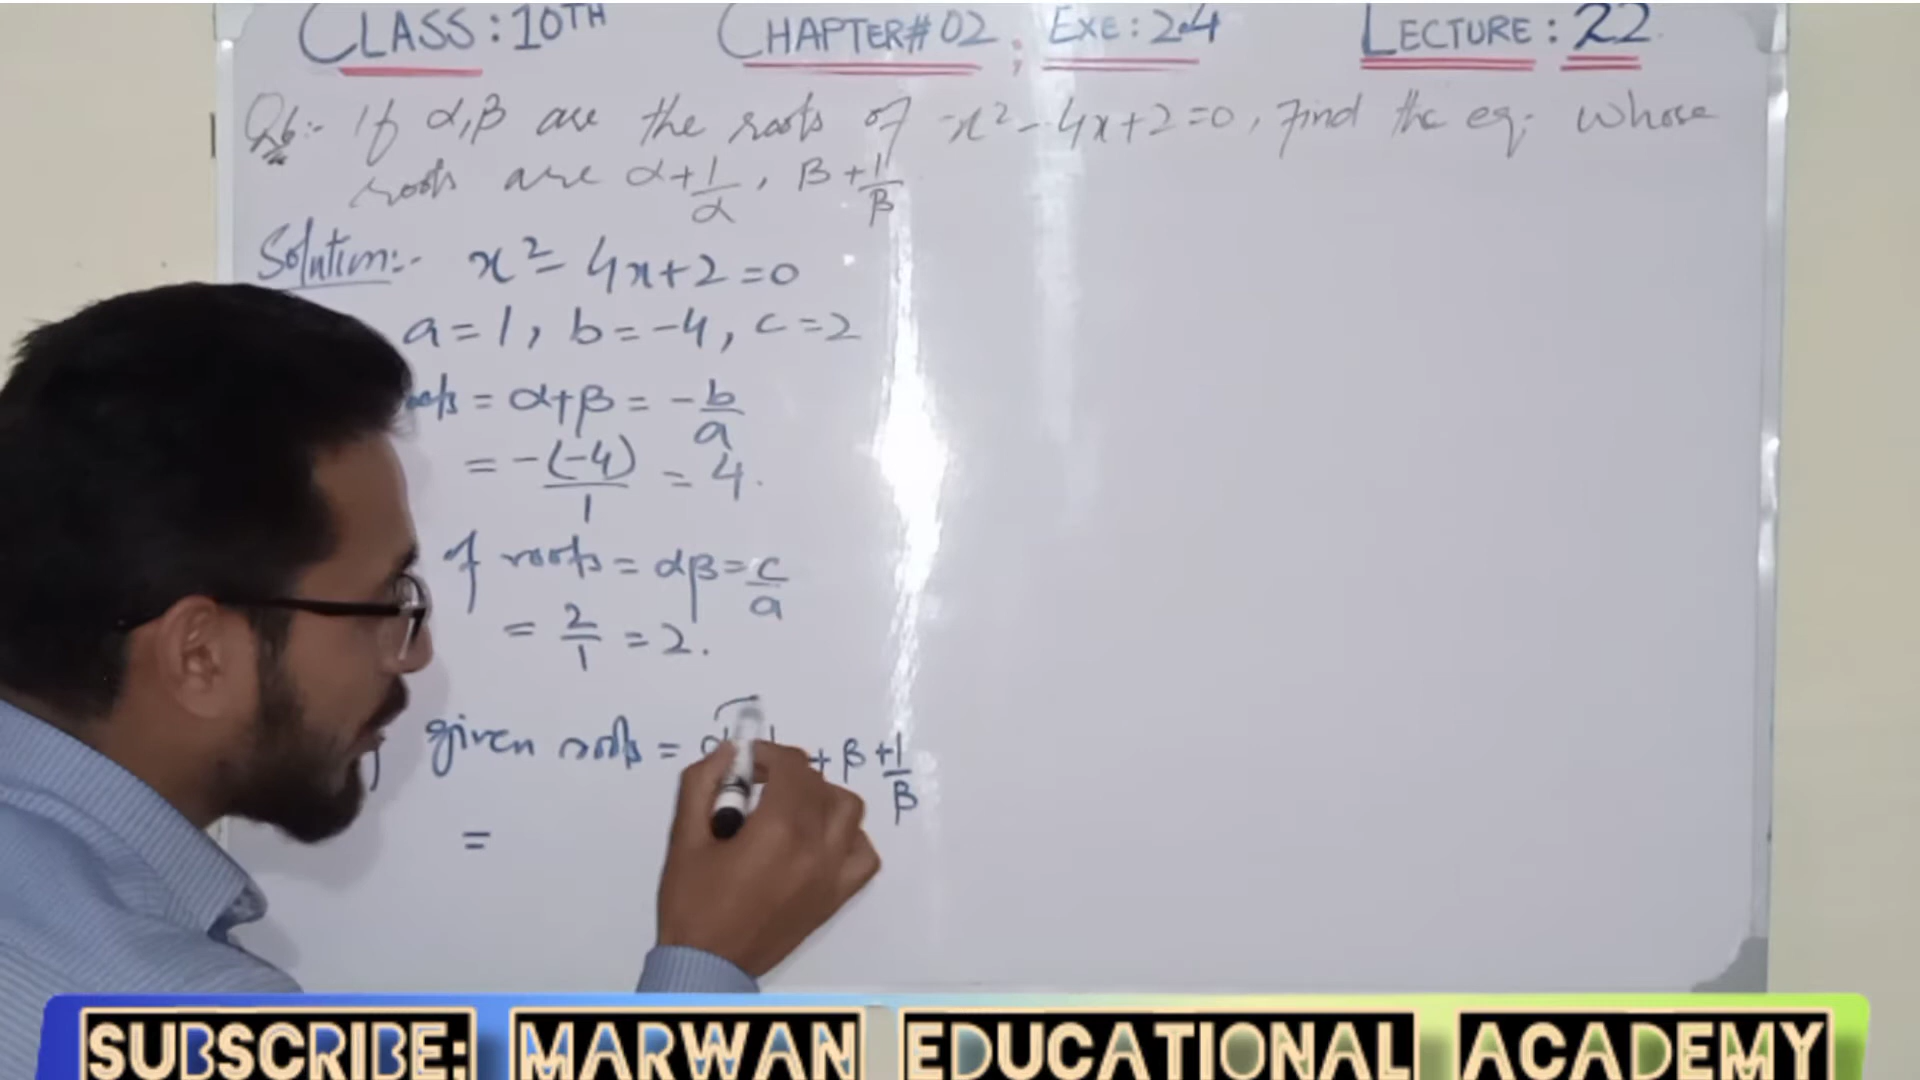 CLASS: 10TH CHAPTER# 02 ; EXE: 2.4 LECTURE: 22
Q6:- If α,β are the roots of x² - 4x+2=0, Find the eq. whose
roots are α+1/α, β+1/β
Solution:- x² - 4x+2=0
a=1, b=-4, c=2
= α+β = -b/a
= -(-4)/1 = 4.
of roots = αβ = c/a
= 2/1 = 2.
given roots = + β + 1/β
=
SUBSCRIBE: MARWAN EDUCATIONAL ACADEMY